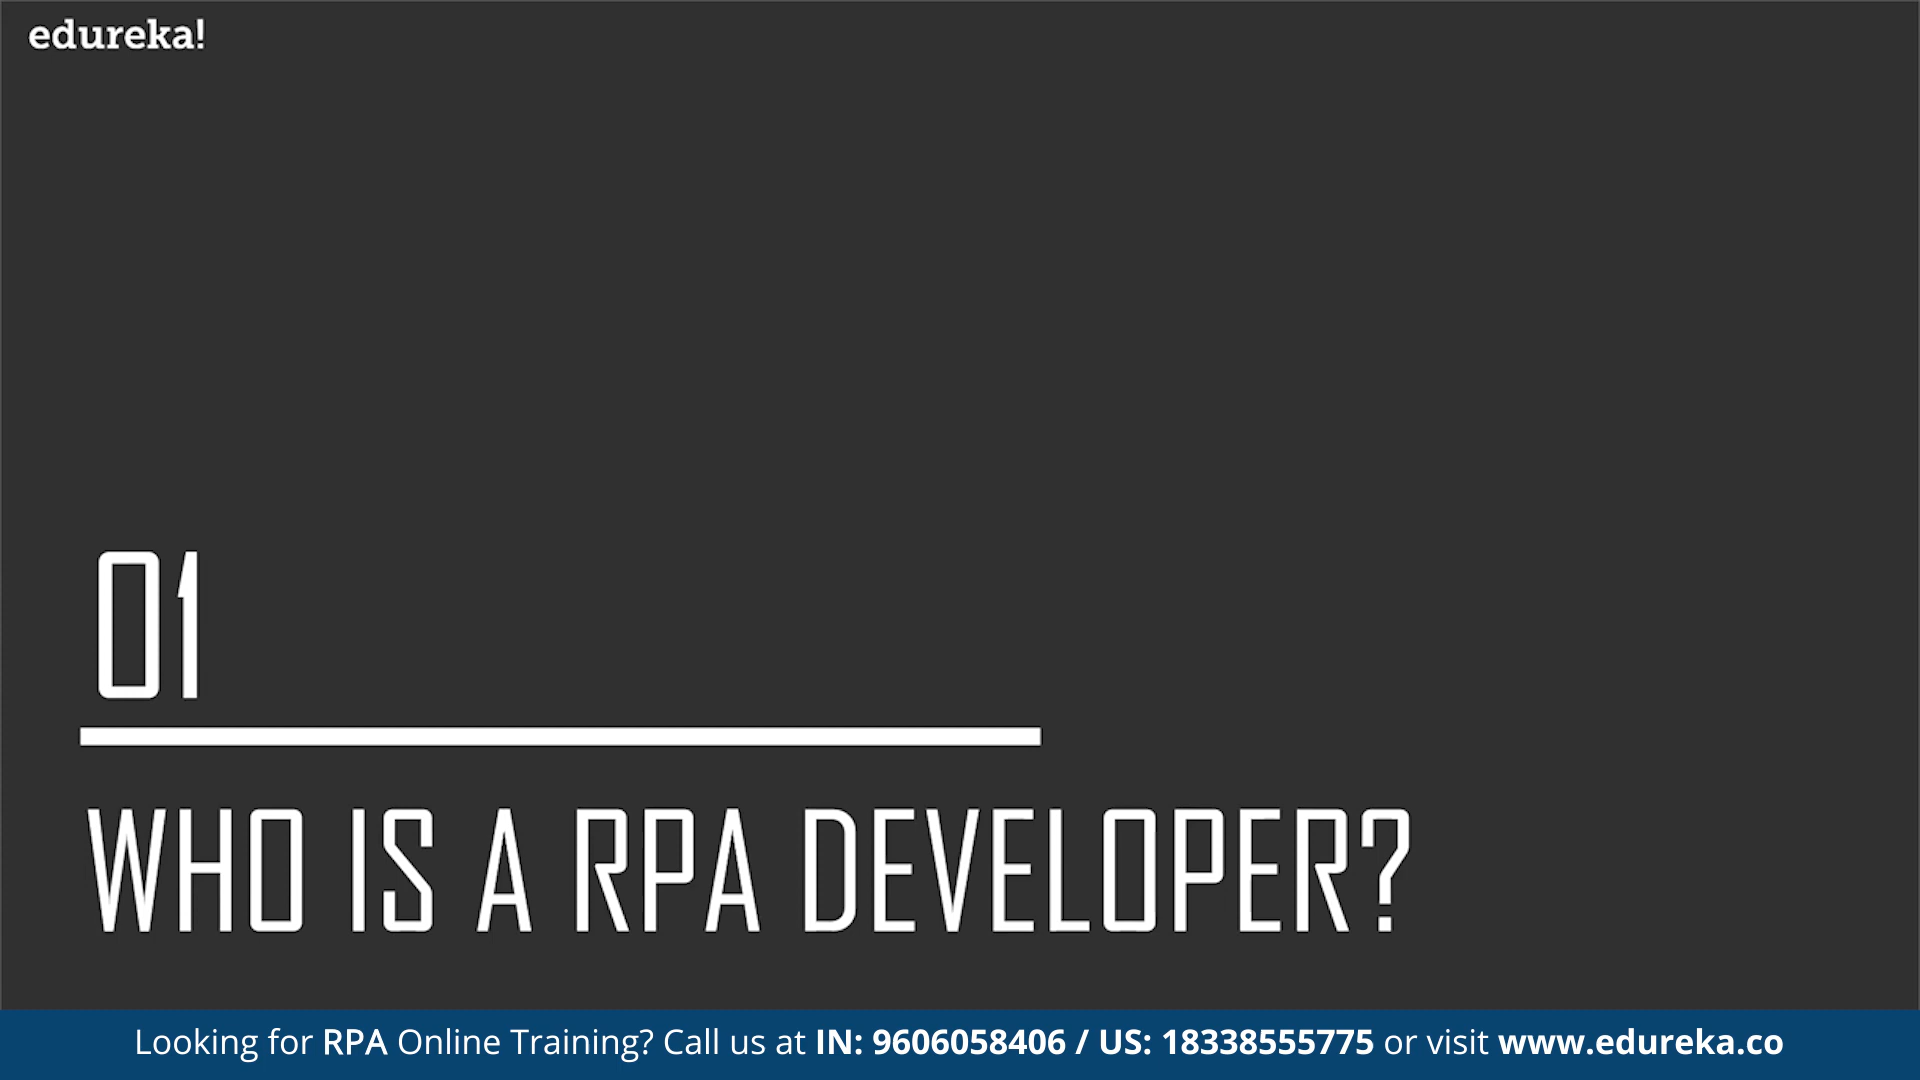 edureka!
01
WHO IS A RPA DEVELOPER?
Looking for RPA Online Training? Call us at IN: 9606058406 / US: 18338555775 or visit www.edureka.co